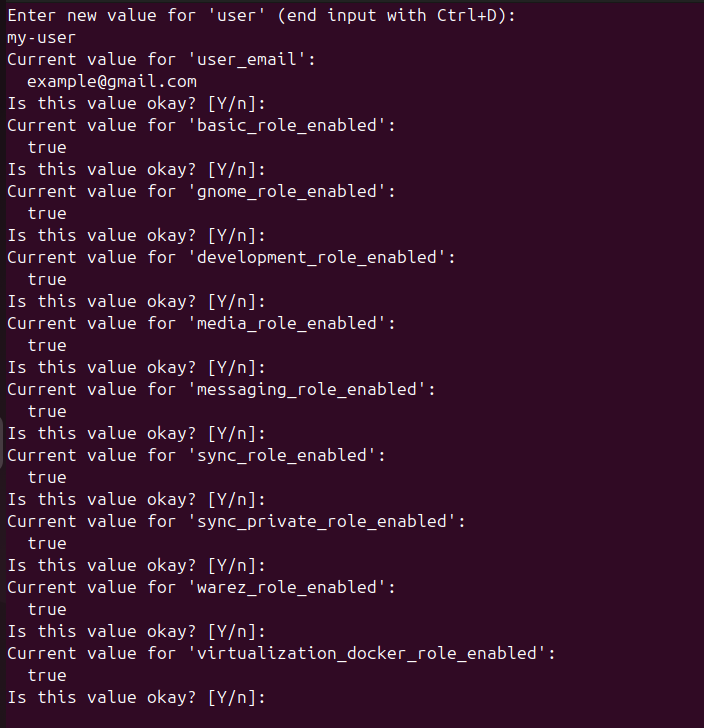 Enter new value for 'user' (end input with Ctrl+D):
my-user
Current value for 'user_email':
  example@gmail.com
Is this value okay? [Y/n]:
Current value for 'basic_role_enabled':
  true
Is this value okay? [Y/n]:
Current value for 'gnome_role_enabled':
  true
Is this value okay? [Y/n]:
Current value for 'development_role_enabled':
  true
Is this value okay? [Y/n]:
Current value for 'media_role_enabled':
  true
Is this value okay? [Y/n]:
Current value for 'messaging_role_enabled':
  true
Is this value okay? [Y/n]:
Current value for 'sync_role_enabled':
  true
Is this value okay? [Y/n]:
Current value for 'sync_private_role_enabled':
  true
Is this value okay? [Y/n]:
Current value for 'warez_role_enabled':
  true
Is this value okay? [Y/n]:
Current value for 'virtualization_docker_role_enabled':
  true
Is this value okay? [Y/n]: